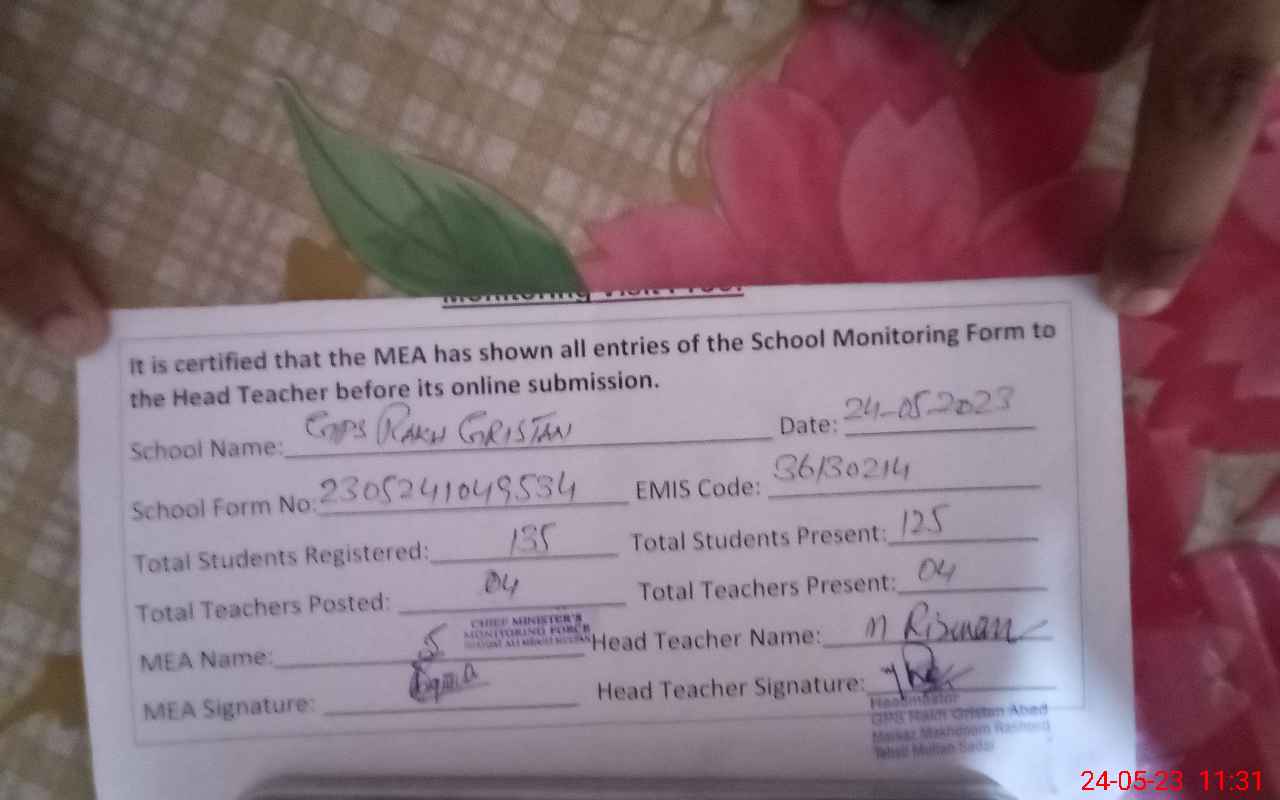 Monitoring Visit Proof
It is certified that the MEA has shown all entries of the School Monitoring Form to
the Head Teacher before its online submission.
School Name: GPS RAKH GRISTAN Date: 24-05-2023
School Form No: 2305241049534 EMIS Code: 36130214
Total Students Registered: 135 Total Students Present: 125
Total Teachers Posted: 04 Total Teachers Present: 04
CHIEF MINISTER'S
MONITORING FORCE
MEA Name: Head Teacher Name: M Rizwan
MEA Signature: Head Teacher Signature:
Headmaster
GPS Rakh Gristan Abad
Markaz Makhdoom Rasheed
Tehsil Multan Sadar
24-05-23 11:31